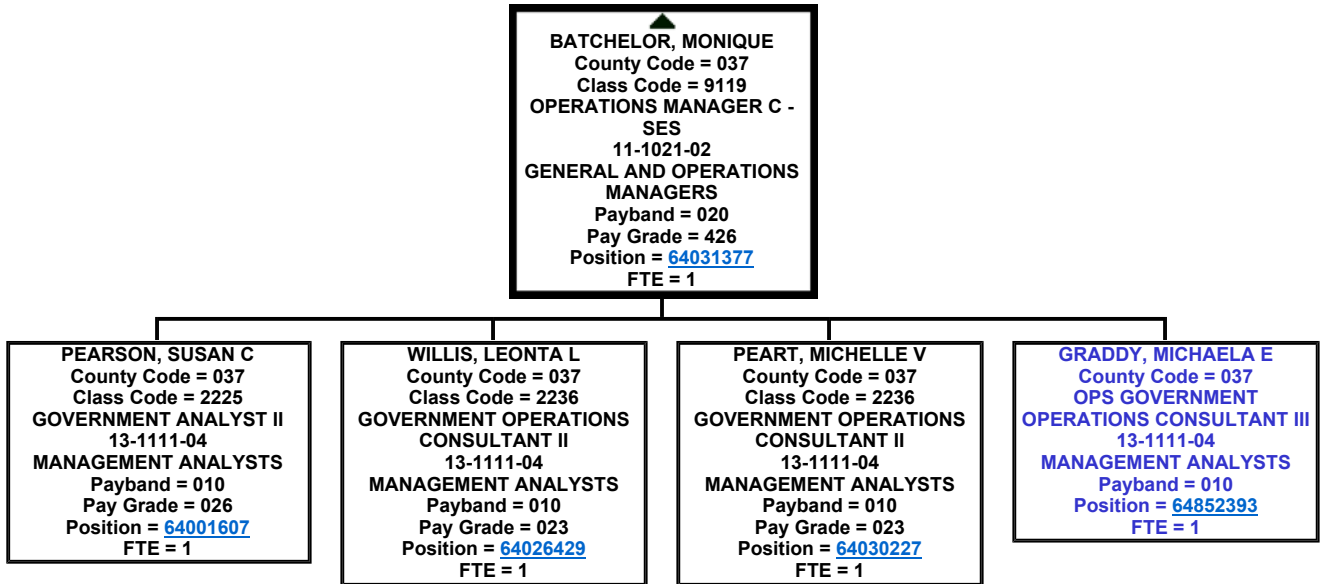 BATCHELOR, MONIQUE
County Code = 037
Class Code = 9119
OPERATIONS MANAGER C -
SES
11-1021-02
GENERAL AND OPERATIONS
MANAGERS
Payband = 020
Pay Grade = 426
Position = 64031377
FTE = 1
PEARSON, SUSAN C
County Code = 037
Class Code = 2225
GOVERNMENT ANALYST II
13-1111-04
MANAGEMENT ANALYSTS
Payband = 010
Pay Grade = 026
Position = 64001607
FTE = 1
WILLIS, LEONTA L
County Code = 037
Class Code = 2236
GOVERNMENT OPERATIONS
CONSULTANT II
13-1111-04
MANAGEMENT ANALYSTS
Payband = 010
Pay Grade = 023
Position = 64026429
FTE = 1
PEART, MICHELLE V
County Code = 037
Class Code = 2236
GOVERNMENT OPERATIONS
CONSULTANT II
13-1111-04
MANAGEMENT ANALYSTS
Payband = 010
Pay Grade = 023
Position = 64030227
FTE = 1
GRADDY, MICHAELA E
County Code = 037
OPS GOVERNMENT
OPERATIONS CONSULTANT III
13-1111-04
MANAGEMENT ANALYSTS
Payband = 010
Position = 64852393
FTE = 1